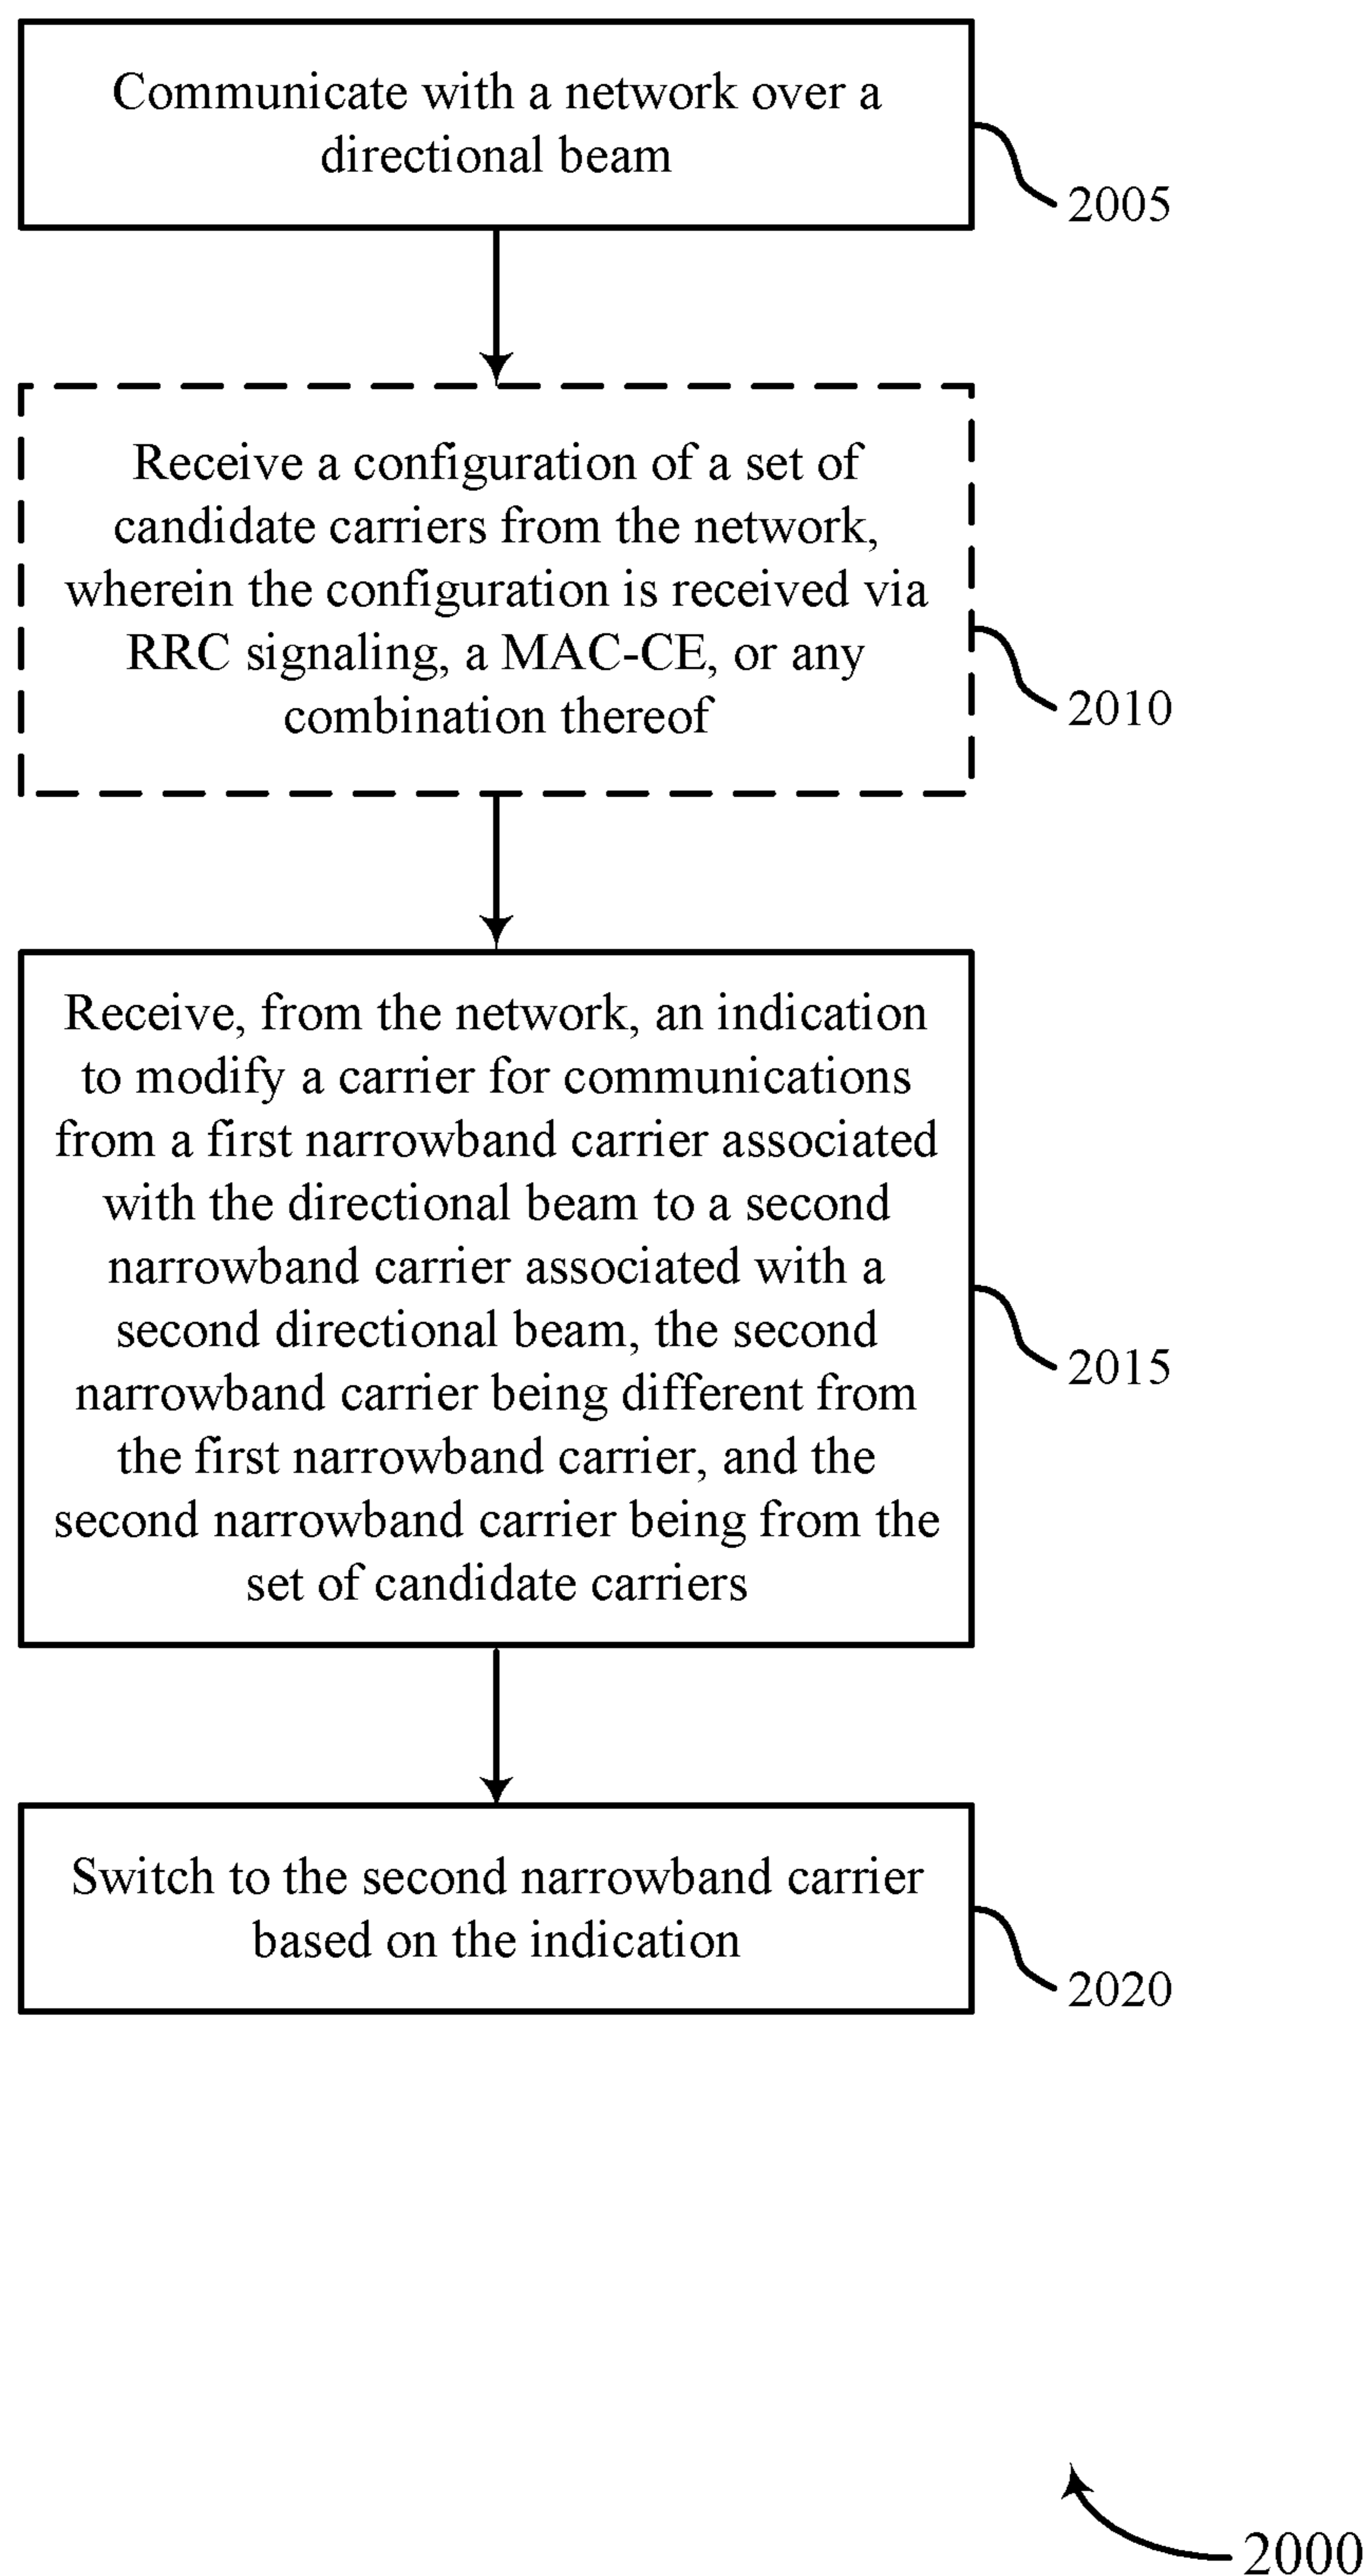 Communicate with a network over a
directional beam
2005
Receive a configuration of a set of
candidate carriers from the network,
wherein the configuration is received via
RRC signaling, a MAC-CE, or any
combination thereof
2010
Receive, from the network, an indication
to modify a carrier for communications
from a first narrowband carrier associated
with the directional beam to a second
narrowband carrier associated with a
second directional beam, the second
narrowband carrier being different from
the first narrowband carrier, and the
second narrowband carrier being from the
set of candidate carriers
2015
Switch to the second narrowband carrier
based on the indication
2020
2000